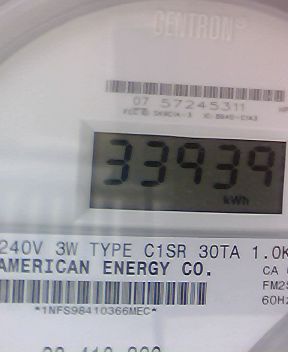 CENTRON®
07 57245311
33939
kWh
240V 3W TYPE C1SR 30TA 1.0K
AMERICAN ENERGY CO.
CA
FM2S
60Hz
*1NFS98410366MEC*